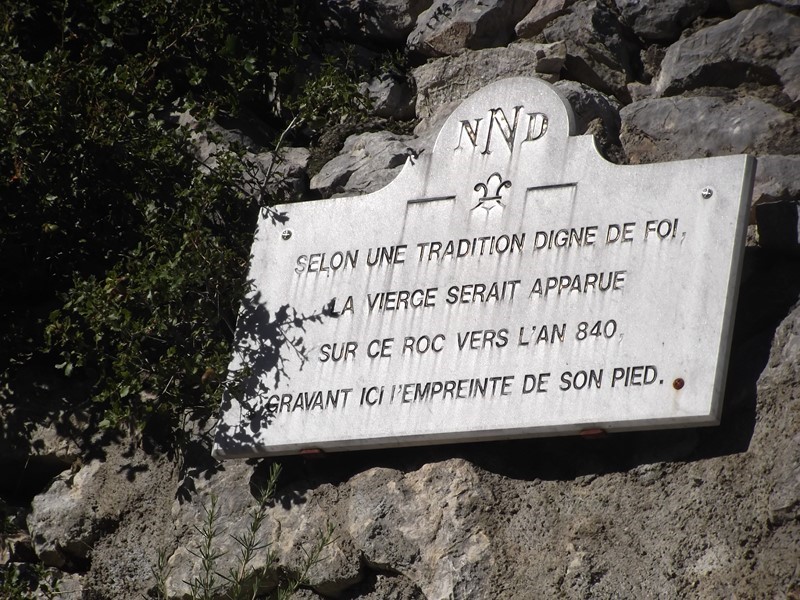 NND
SELON UNE TRADITION DIGNE DE FOI,
LA VIERGE SERAIT APPARUE
SUR CE ROC VERS L'AN 840,
GRAVANT ICI l'EMPREINTE DE SON PIED.